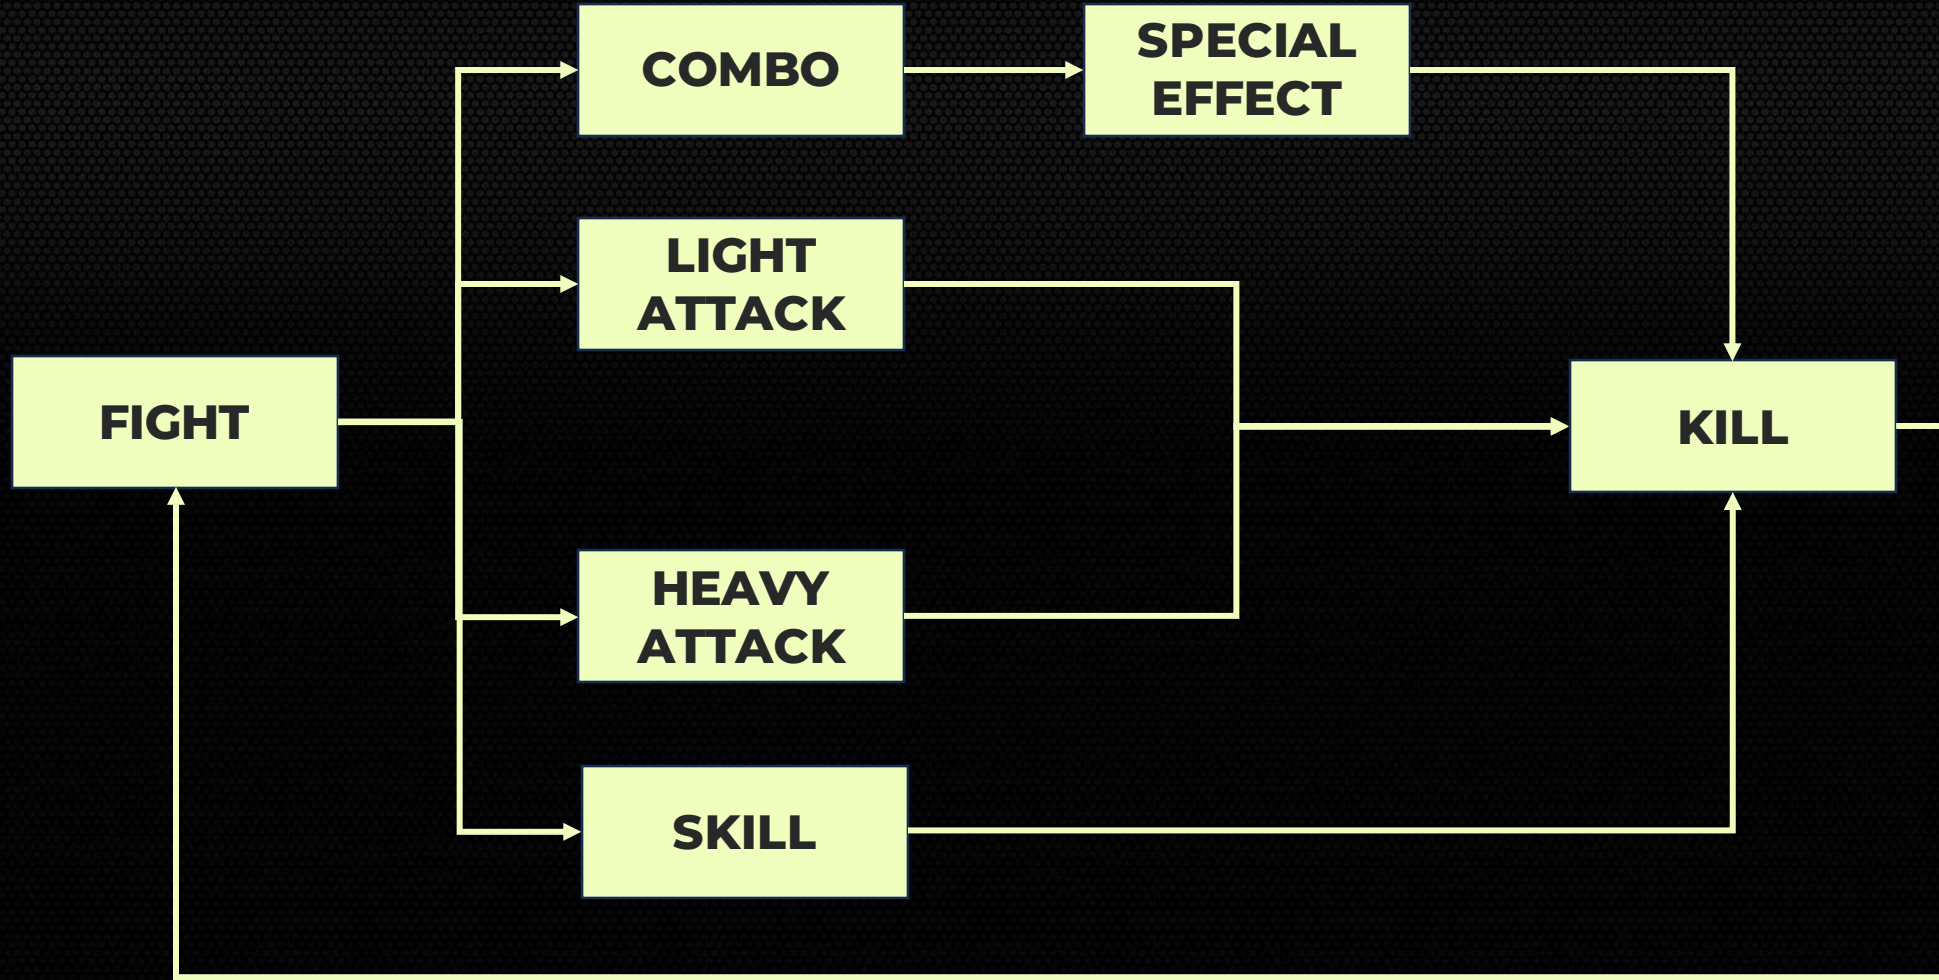 COMBO
SPECIAL
EFFECT
LIGHT
ATTACK
FIGHT
KILL
HEAVY
ATTACK
SKILL